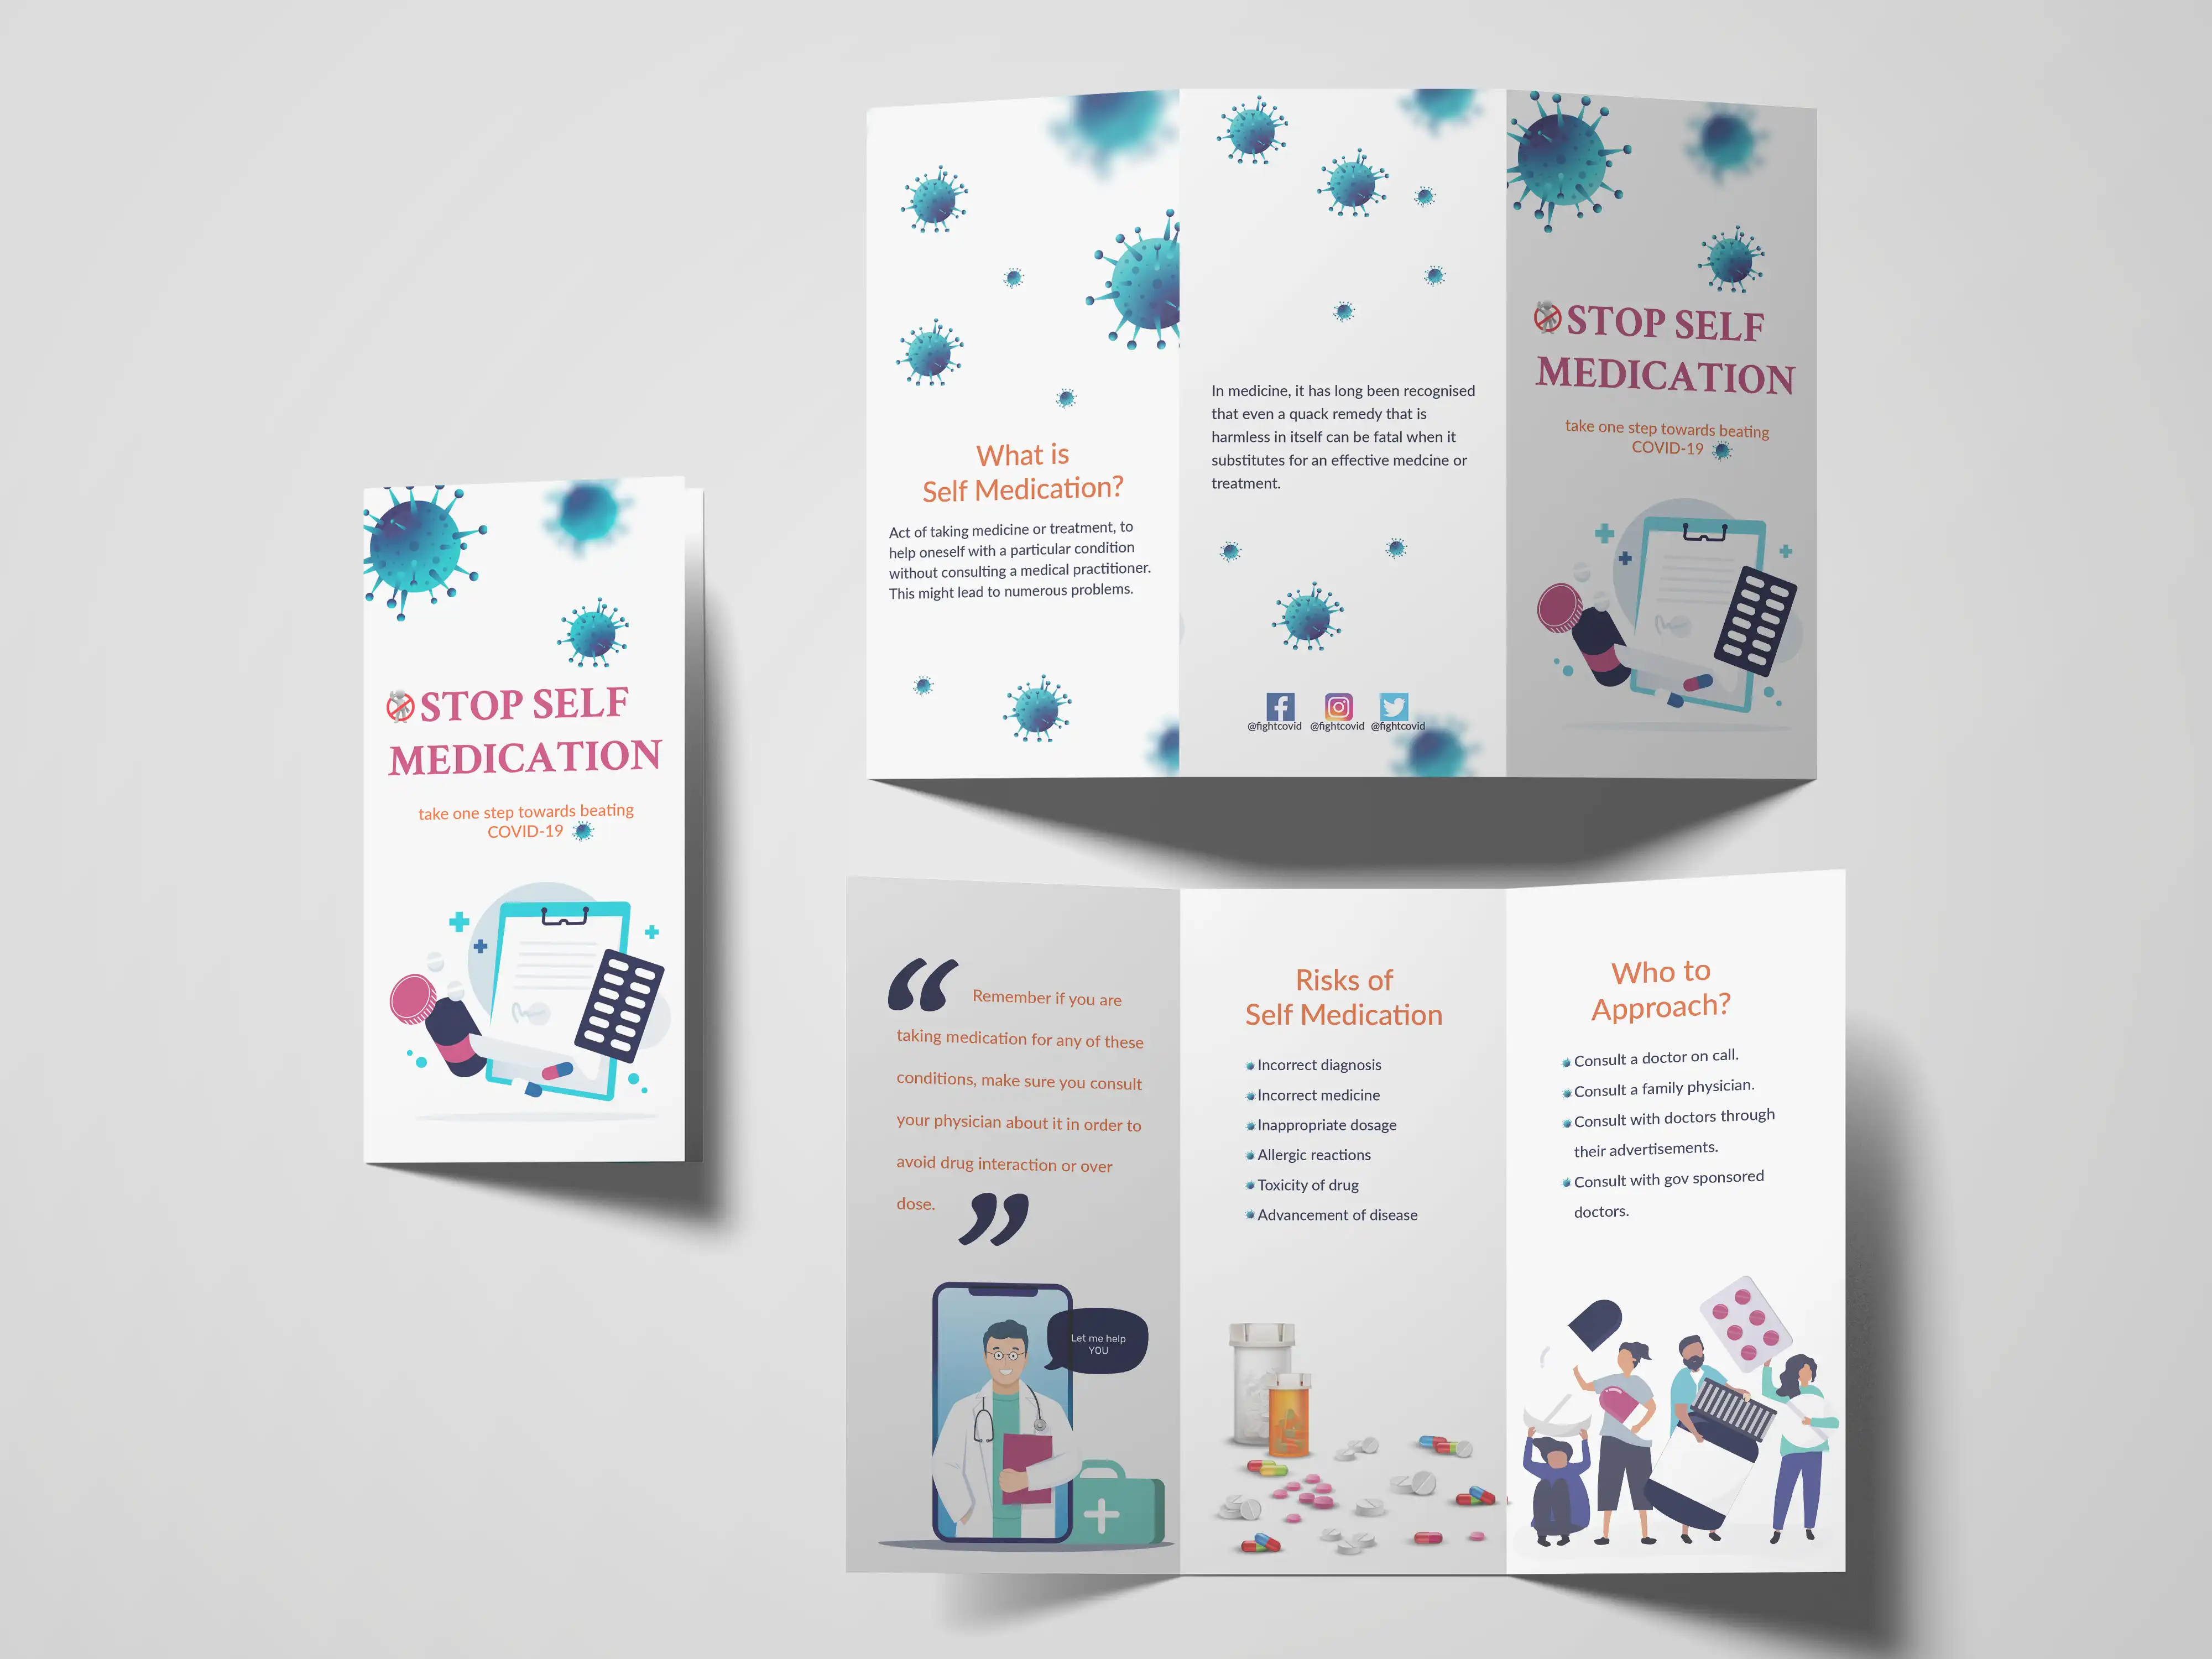 STOP SELF
MEDICATION
take one step towards beating
COVID-19
What is
Self Medication?
Act of taking medicine or treatment, to
help oneself with a particular condition
without consulting a medical practitioner.
This might lead to numerous problems.
In medicine, it has long been recognised
that even a quack remedy that is
harmless in itself can be fatal when it
substitutes for an effective medcine or
treatment.
@fightcovid @fightcovid @fightcovid
STOP SELF
MEDICATION
take one step towards beating
COVID-19
“ Remember if you are
taking medication for any of these
conditions, make sure you consult
your physician about it in order to
avoid drug interaction or over
dose. ”
Let me help
YOU
Risks of
Self Medication
Incorrect diagnosis
Incorrect medicine
Inappropriate dosage
Allergic reactions
Toxicity of drug
Advancement of disease
Who to
Approach?
Consult a doctor on call.
Consult a family physician.
Consult with doctors through
their advertisements.
Consult with gov sponsored
doctors.